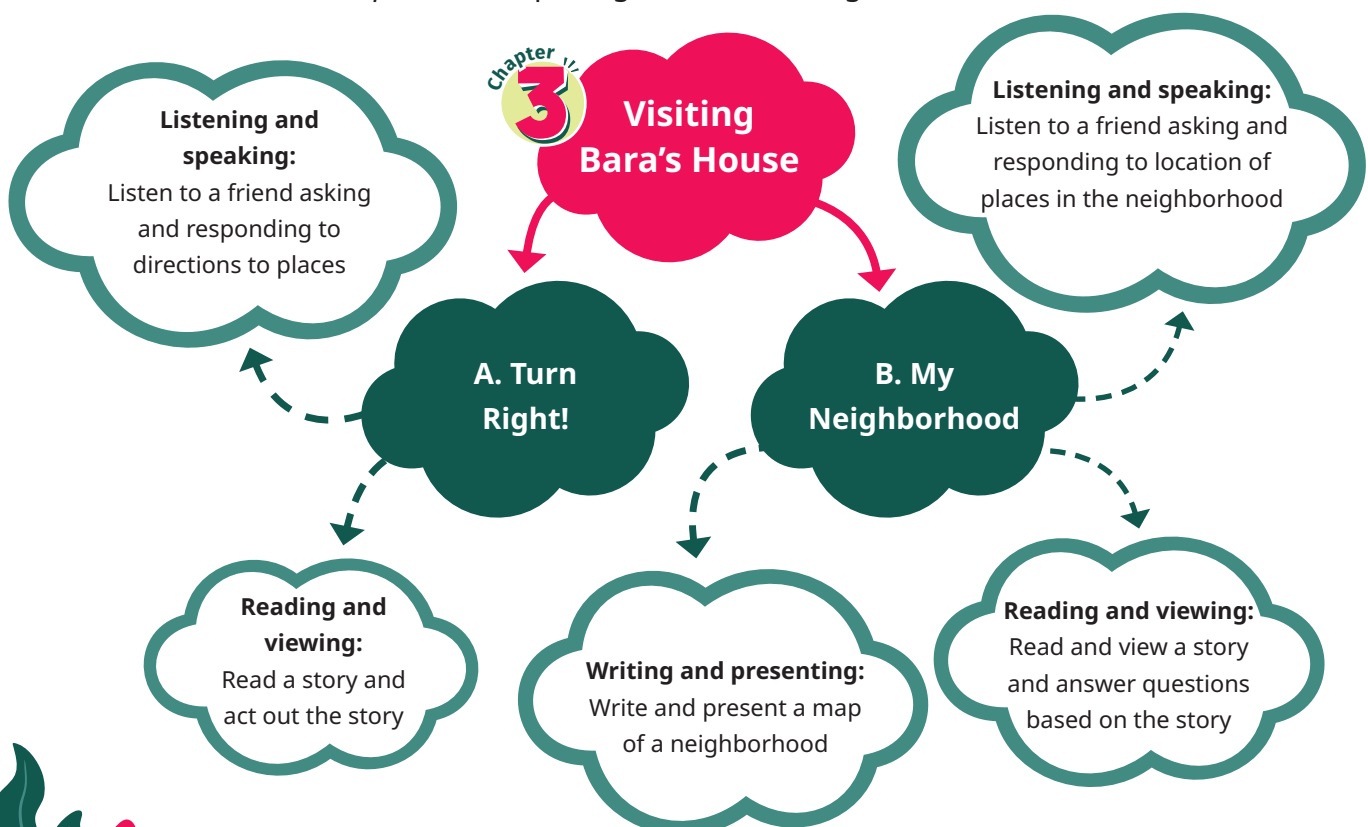 Chapter
3
Visiting
Bara's House
Listening and
speaking:
Listen to a friend asking
and responding to
directions to places
Listening and speaking:
Listen to a friend asking and
responding to location of
places in the neighborhood
A. Turn
Right!
B. My
Neighborhood
Reading and
viewing:
Read a story and
act out the story
Writing and presenting:
Write and present a map
of a neighborhood
Reading and viewing:
Read and view a story
and answer questions
based on the story